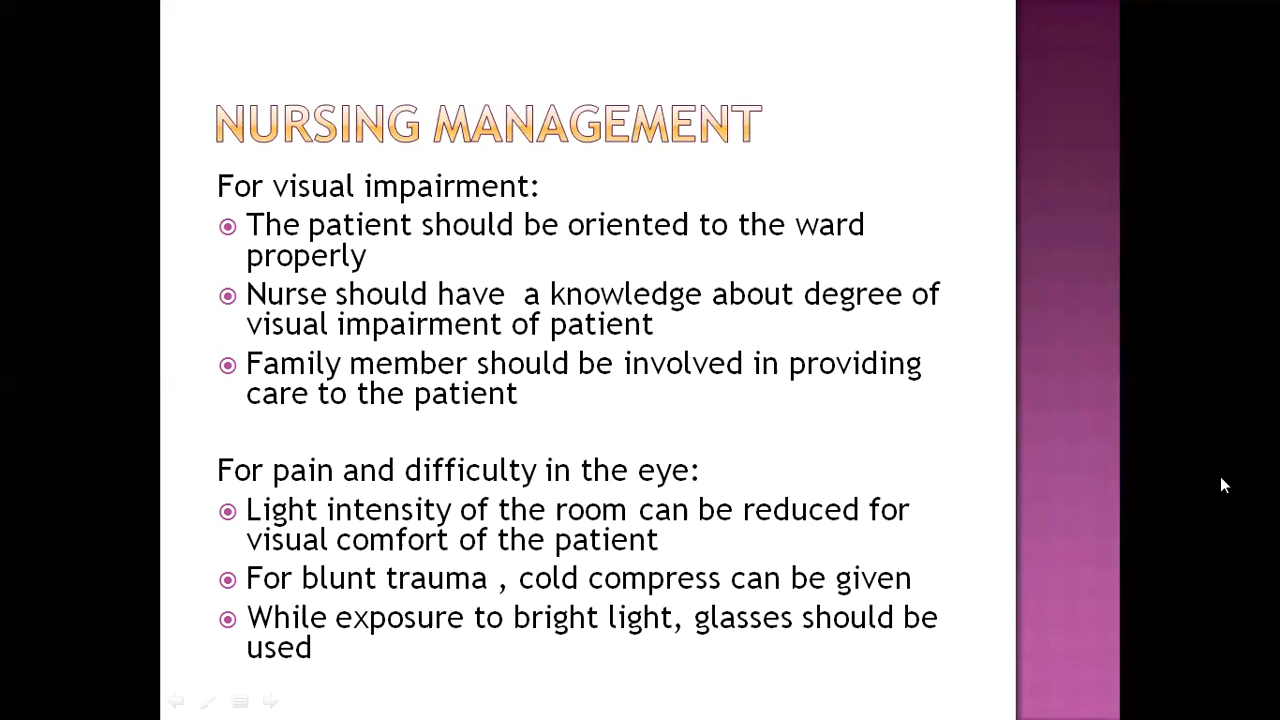 NURSING MANAGEMENT
For visual impairment:
The patient should be oriented to the ward
properly
Nurse should have  a knowledge about degree of
visual impairment of patient
Family member should be involved in providing
care to the patient
For pain and difficulty in the eye:
Light intensity of the room can be reduced for
visual comfort of the patient
For blunt trauma , cold compress can be given
While exposure to bright light, glasses should be
used